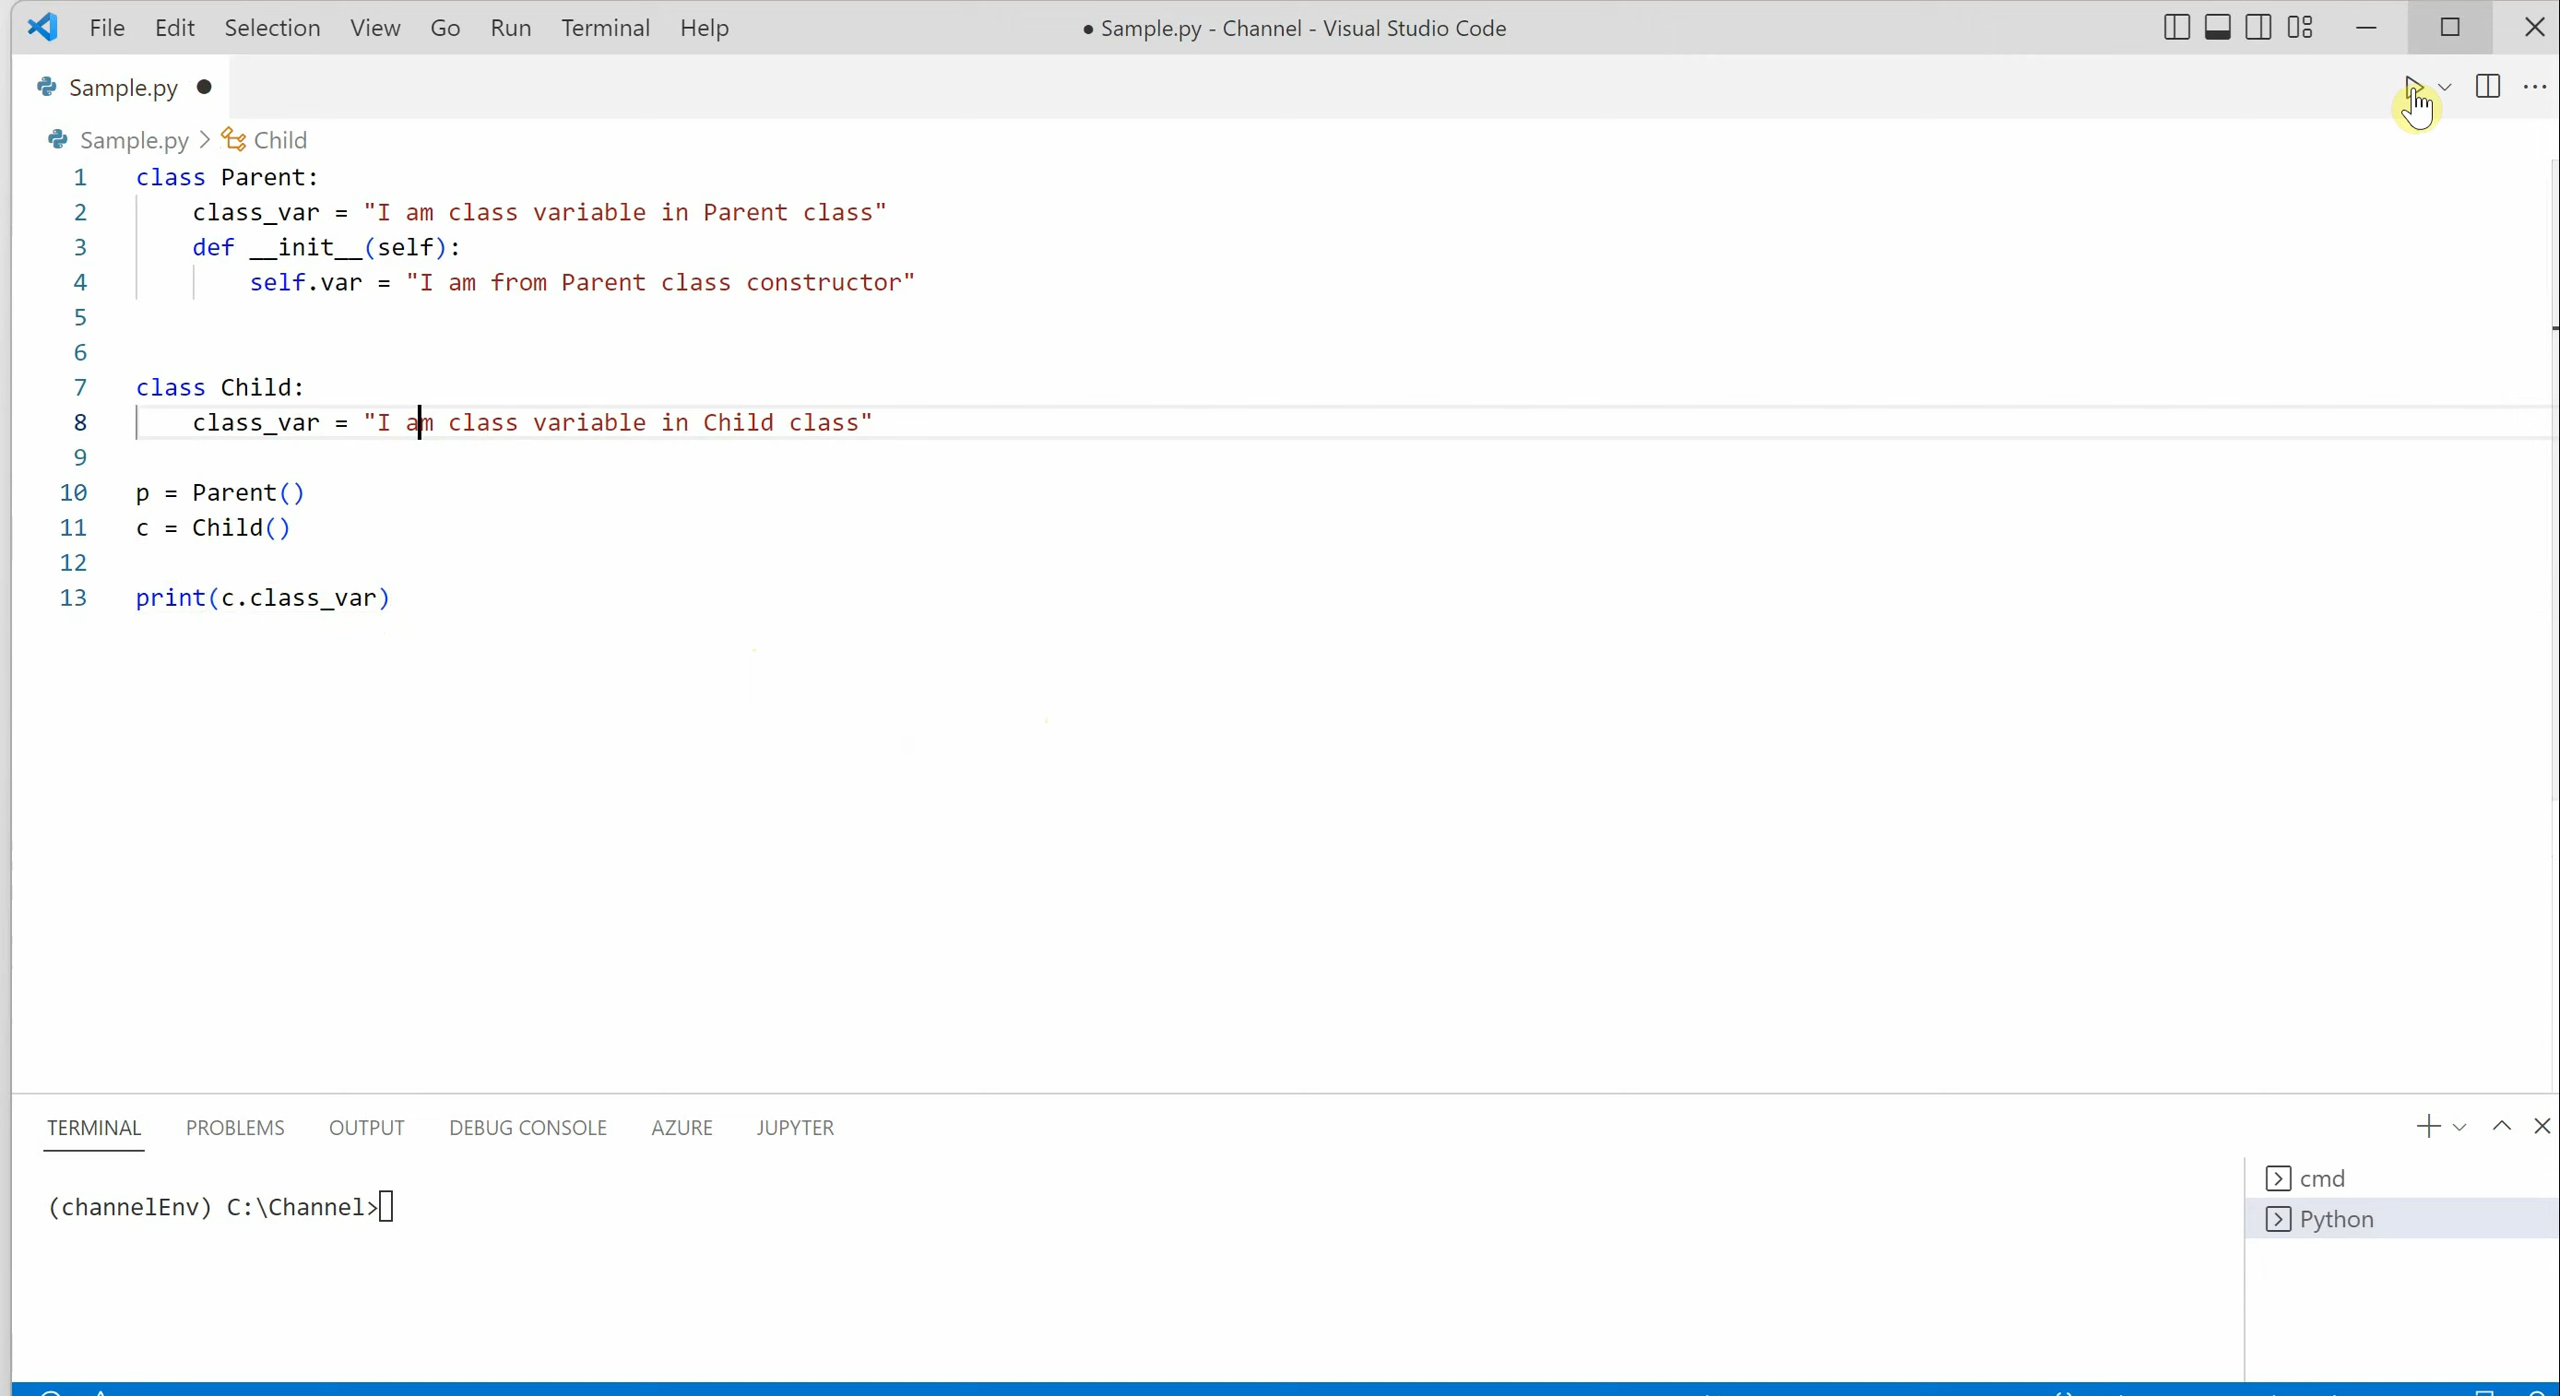 File Edit Selection View Go Run Terminal Help
● Sample.py - Channel - Visual Studio Code
Sample.py ●
Sample.py > Child
1 class Parent:
2     class_var = "I am class variable in Parent class"
3     def __init__(self):
4         self.var = "I am from Parent class constructor"
5
6
7 class Child:
8     class_var = "I am class variable in Child class"
9
10 p = Parent()
11 c = Child()
12
13 print(c.class_var)
TERMINAL PROBLEMS OUTPUT DEBUG CONSOLE AZURE JUPYTER
(channelEnv) C:\Channel>
cmd
Python